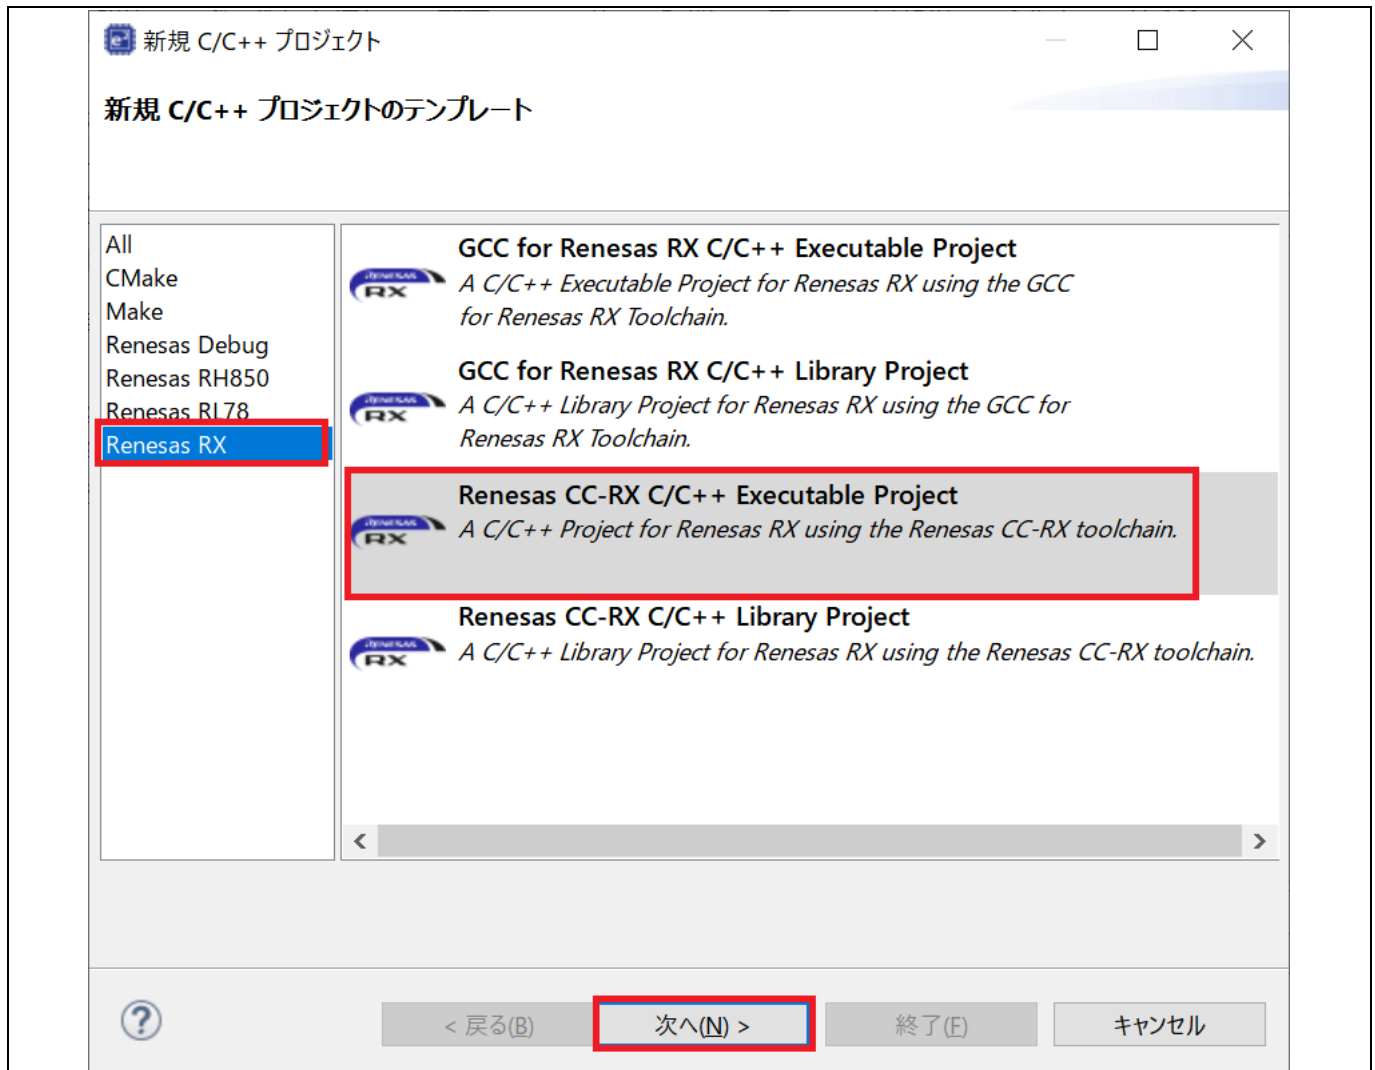 新規 C/C++ プロジェクト
新規 C/C++ プロジェクトのテンプレート
All
CMake
Make
Renesas Debug
Renesas RH850
Renesas RL78
Renesas RX
GCC for Renesas RX C/C++ Executable Project
RENESAS
RX
A C/C++ Executable Project for Renesas RX using the GCC
for Renesas RX Toolchain.
GCC for Renesas RX C/C++ Library Project
RENESAS
RX
A C/C++ Library Project for Renesas RX using the GCC for
Renesas RX Toolchain.
Renesas CC-RX C/C++ Executable Project
RENESAS
RX
A C/C++ Project for Renesas RX using the Renesas CC-RX toolchain.
Renesas CC-RX C/C++ Library Project
RENESAS
RX
A C/C++ Library Project for Renesas RX using the Renesas CC-RX toolchain.
< 戻る(B)
次へ(N) >
終了(F)
キャンセル